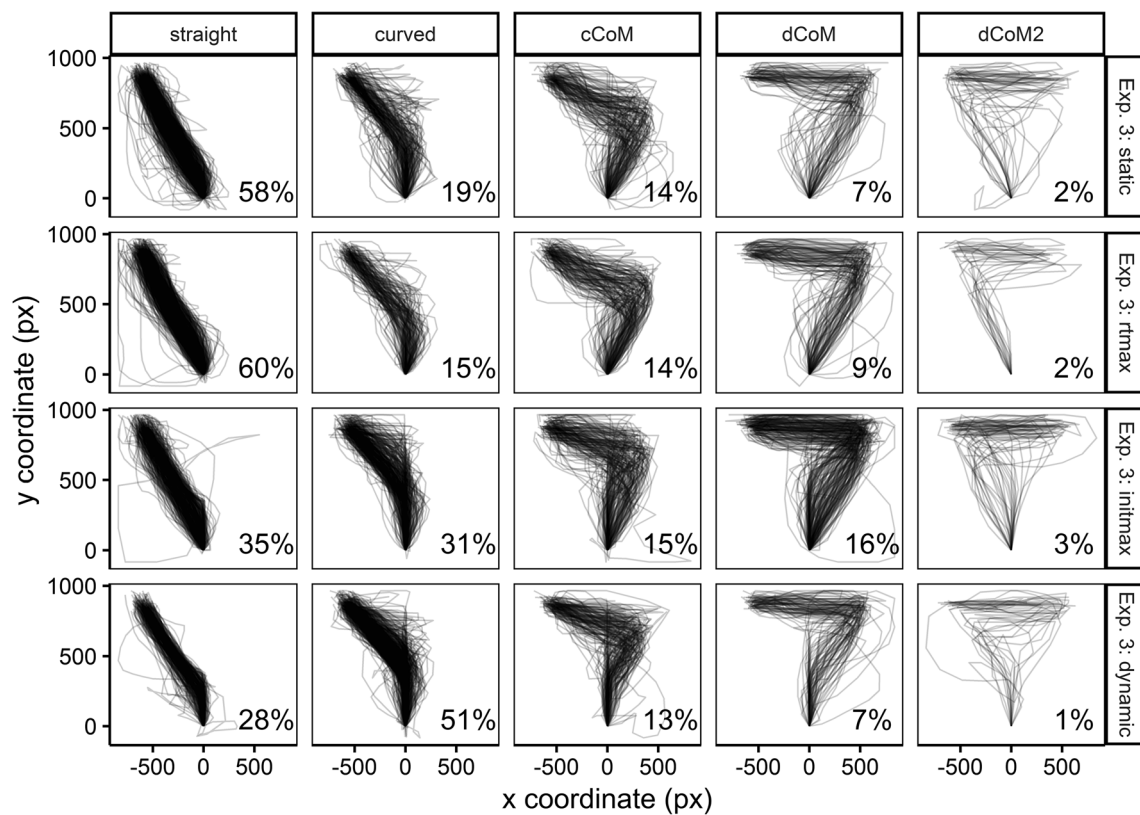 straight curved cCoM dCoM dCoM2
1000
500
0
58% 19% 14% 7% 2%
Exp. 3: static
1000
500
0
60% 15% 14% 9% 2%
Exp. 3: rtmax
1000
500
0
35% 31% 15% 16% 3%
Exp. 3: initmax
1000
500
0
28% 51% 13% 7% 1%
Exp. 3: dynamic
y coordinate (px)
-500 0 500 -500 0 500 -500 0 500 -500 0 500 -500 0 500
x coordinate (px)